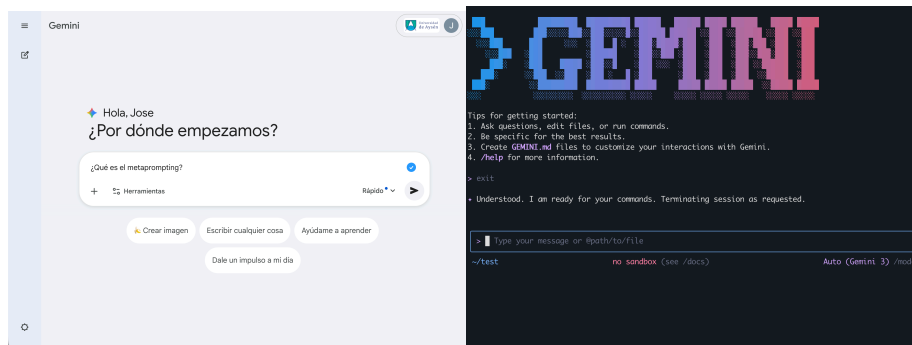 Gemini
Universidad
de Ayuda
J
Hola, Jose
¿Por dónde empezamos?
¿Qué es el metaprompting?
Herramientas
Rápido
Crear imagen
Escribir cualquier cosa
Ayúdame a aprender
Dale un impulso a mi día
>GEMINI
Tips for getting started:
1. Ask questions, edit files, or run commands.
2. Be specific for the best results.
3. Create GEMINI.md files to customize your interactions with Gemini.
4. /help for more information.
> exit
✦ Understood. I am ready for your commands. Terminating session as requested.
> Type your message or @path/to/file
~/test no sandbox (see /docs) Auto (Gemini 3) /mod